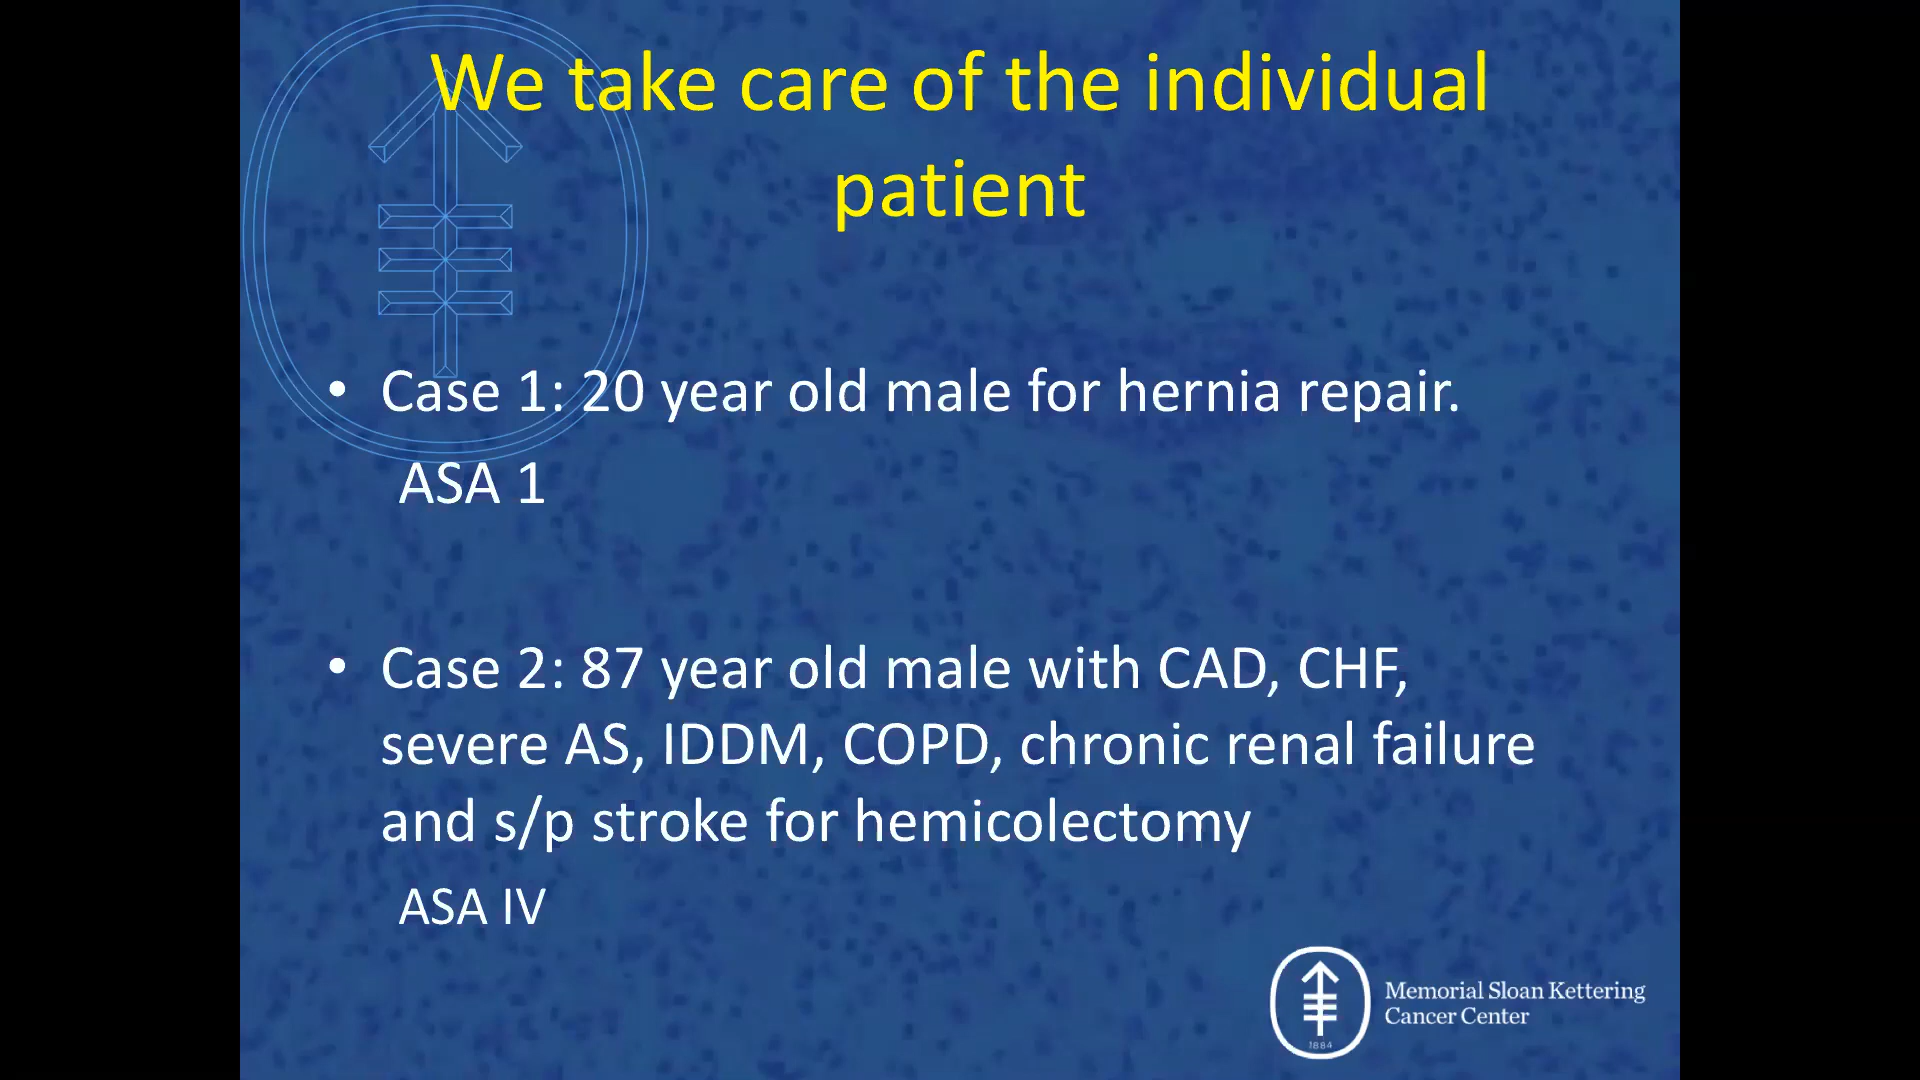 We take care of the individual
patient
• Case 1: 20 year old male for hernia repair.
ASA 1
• Case 2: 87 year old male with CAD, CHF,
severe AS, IDDM, COPD, chronic renal failure
and s/p stroke for hemicolectomy
ASA IV
Memorial Sloan Kettering
Cancer Center
1884